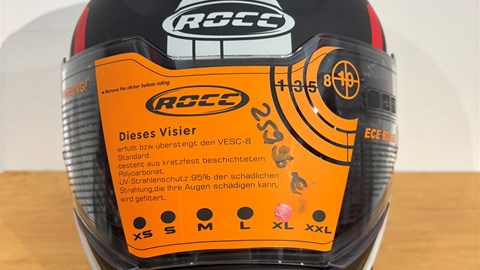 ROCC
Remove the sticker before riding!
ROCC
1 3 5 8 10
Dieses Visier
erfüllt bzw. übersteigt den VESC-8
Standard.
besteht aus kratzfest beschichtetem
Polycarbonat.
-UV-Strahlenschutz:95% der schädlichen
Strahlung,die Ihre Augen schädigen kann,
wird gefiltert.
XS S M L XL XXL
ECE